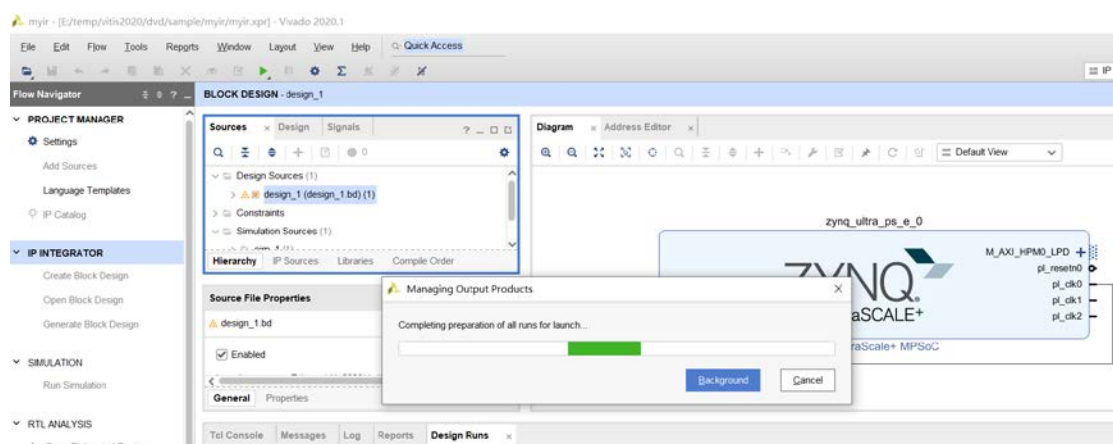 myir - [E:/temp/vitis2020/dvd/sample/myir/myir.xpr] - Vivado 2020.1
File Edit Flow Tools Reports Window Layout View Help Quick Access
IP
Flow Navigator
BLOCK DESIGN - design_1
PROJECT MANAGER
Settings
Add Sources
Language Templates
IP Catalog
IP INTEGRATOR
Create Block Design
Open Block Design
Generate Block Design
SIMULATION
Run Simulation
RTL ANALYSIS
Sources Design Signals
0
Design Sources (1)
design_1 (design_1.bd) (1)
Constraints
Simulation Sources (1)
Hierarchy IP Sources Libraries Compile Order
Source File Properties
design_1.bd
Enabled
General Properties
Tcl Console Messages Log Reports Design Runs
Diagram Address Editor
Default View
zynq_ultra_ps_e_0
M_AXI_HPM0_LPD
pl_resetn0
pl_clk0
pl_clk1
pl_clk2
ZYNQ
aSCALE+
raScale+ MPSoC
Managing Output Products
Completing preparation of all runs for launch...
Background Cancel